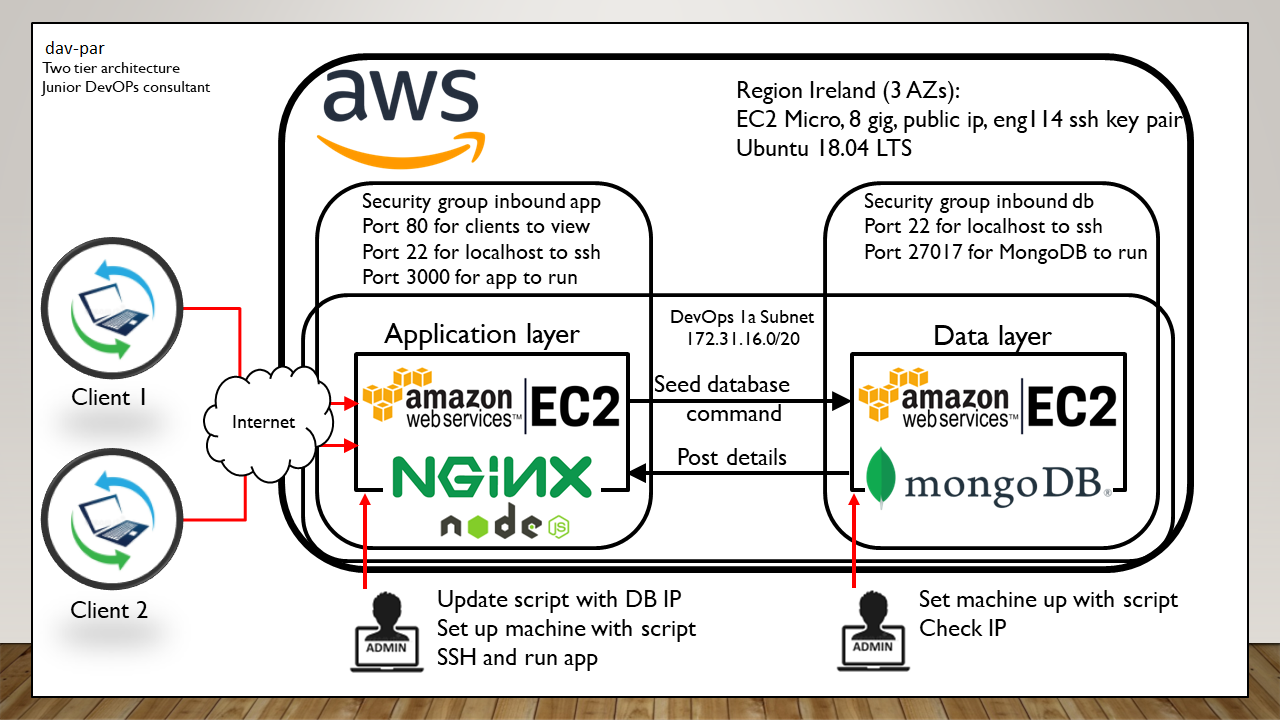 dav-par
Two tier architecture
Junior DevOPs consultant
aws
Region Ireland (3 AZs):
EC2 Micro, 8 gig, public ip, eng114 ssh key pair
Ubuntu 18.04 LTS
Security group inbound app
Port 80 for clients to view
Port 22 for localhost to ssh
Port 3000 for app to run
Security group inbound db
Port 22 for localhost to ssh
Port 27017 for MongoDB to run
DevOps 1a Subnet
172.31.16.0/20
Application layer
Data layer
Client 1
Client 2
Internet
amazon
web services™
EC2
NGINX
node
JS
Seed database
command
Post details
amazon
web services™
EC2
mongoDB®
ADMIN
Update script with DB IP
Set up machine with script
SSH and run app
ADMIN
Set machine up with script
Check IP